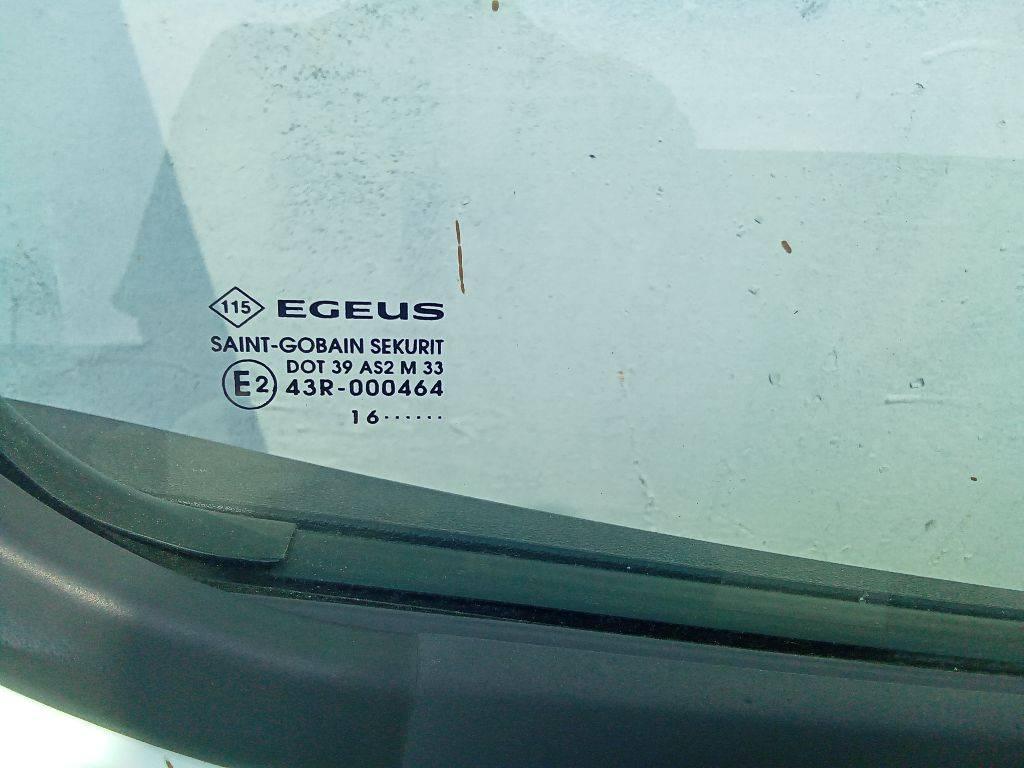 115 EGEUS
SAINT-GOBAIN SEKURIT
DOT 39 AS2 M 33
E2 43R-000464
16······